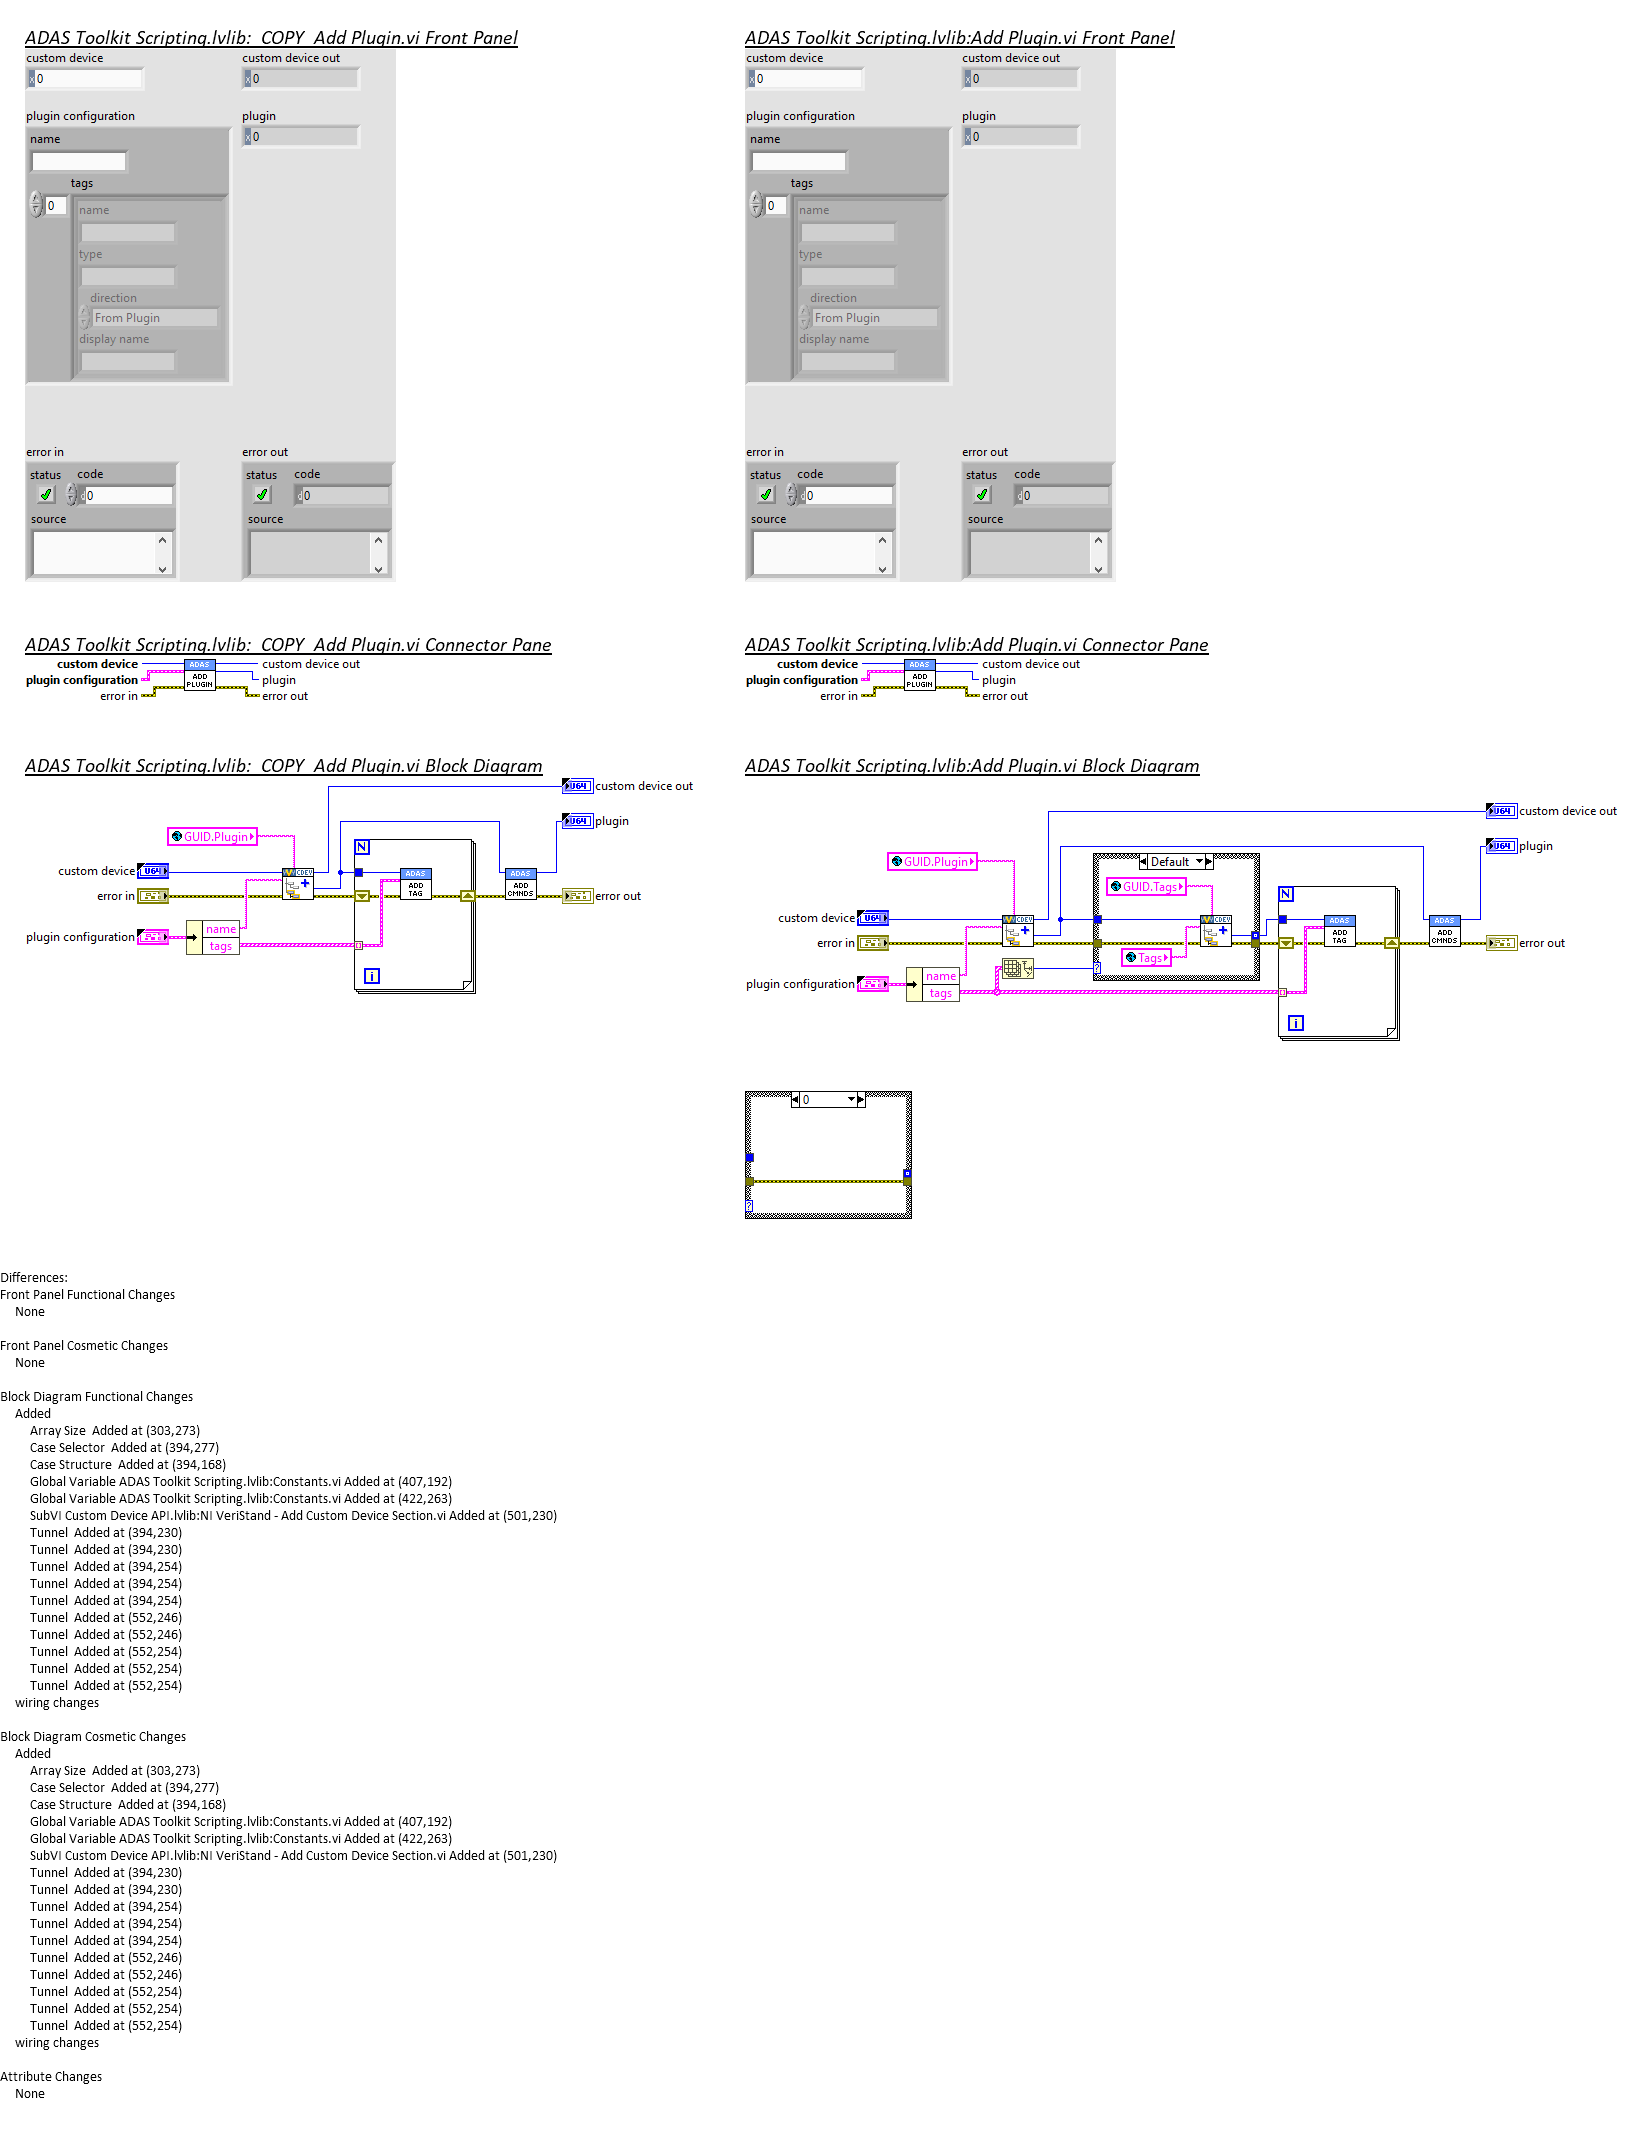 ADAS Toolkit Scripting.lvlib:  COPY  Add Plugin.vi Front Panel
custom device
custom device out
x 0
x 0
plugin configuration
plugin
x 0
name
tags
0
name
type
direction
From Plugin
display name
error in
error out
status code
status code
d 0
d 0
source
source
ADAS Toolkit Scripting.lvlib:Add Plugin.vi Front Panel
custom device
custom device out
x 0
x 0
plugin configuration
plugin
x 0
name
tags
0
name
type
direction
From Plugin
display name
error in
error out
status code
status code
d 0
d 0
source
source
ADAS Toolkit Scripting.lvlib:  COPY  Add Plugin.vi Connector Pane
custom device
plugin configuration
error in
ADAS
ADD
PLUGIN
custom device out
plugin
error out
ADAS Toolkit Scripting.lvlib:Add Plugin.vi Connector Pane
custom device
plugin configuration
error in
ADAS
ADD
PLUGIN
custom device out
plugin
error out
ADAS Toolkit Scripting.lvlib:  COPY  Add Plugin.vi Block Diagram
U64 custom device out
U64 plugin
GUID.Plugin
N
custom device U64
CDEV
ADAS
ADD
TAG
ADAS
ADD
CMNDS
error in
error out
plugin configuration
name
tags
i
ADAS Toolkit Scripting.lvlib:Add Plugin.vi Block Diagram
U64 custom device out
U64 plugin
GUID.Plugin
Default
GUID.Tags
N
custom device U64
CDEV
CDEV
ADAS
ADD
TAG
ADAS
ADD
CMNDS
error in
error out
Tags
?
plugin configuration
name
tags
i
0
?
Differences:
Front Panel Functional Changes
None
Front Panel Cosmetic Changes
None
Block Diagram Functional Changes
Added
Array Size  Added at (303,273)
Case Selector  Added at (394,277)
Case Structure  Added at (394,168)
Global Variable ADAS Toolkit Scripting.lvlib:Constants.vi Added at (407,192)
Global Variable ADAS Toolkit Scripting.lvlib:Constants.vi Added at (422,263)
SubVI Custom Device API.lvlib:NI VeriStand - Add Custom Device Section.vi Added at (501,230)
Tunnel  Added at (394,230)
Tunnel  Added at (394,230)
Tunnel  Added at (394,254)
Tunnel  Added at (394,254)
Tunnel  Added at (394,254)
Tunnel  Added at (552,246)
Tunnel  Added at (552,246)
Tunnel  Added at (552,254)
Tunnel  Added at (552,254)
Tunnel  Added at (552,254)
wiring changes
Block Diagram Cosmetic Changes
Added
Array Size  Added at (303,273)
Case Selector  Added at (394,277)
Case Structure  Added at (394,168)
Global Variable ADAS Toolkit Scripting.lvlib:Constants.vi Added at (407,192)
Global Variable ADAS Toolkit Scripting.lvlib:Constants.vi Added at (422,263)
SubVI Custom Device API.lvlib:NI VeriStand - Add Custom Device Section.vi Added at (501,230)
Tunnel  Added at (394,230)
Tunnel  Added at (394,230)
Tunnel  Added at (394,254)
Tunnel  Added at (394,254)
Tunnel  Added at (394,254)
Tunnel  Added at (552,246)
Tunnel  Added at (552,246)
Tunnel  Added at (552,254)
Tunnel  Added at (552,254)
Tunnel  Added at (552,254)
wiring changes
Attribute Changes
None